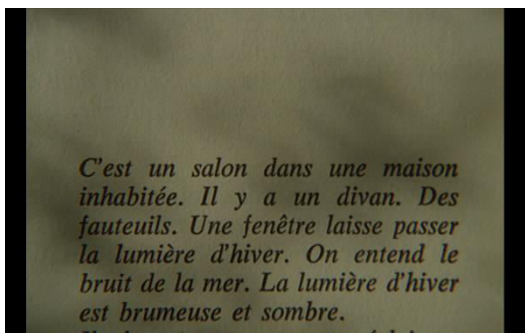 C'est un salon dans une maison
inhabitée. Il y a un divan. Des
fauteuils. Une fenêtre laisse passer
la lumière d'hiver. On entend le
bruit de la mer. La lumière d'hiver
est brumeuse et sombre.